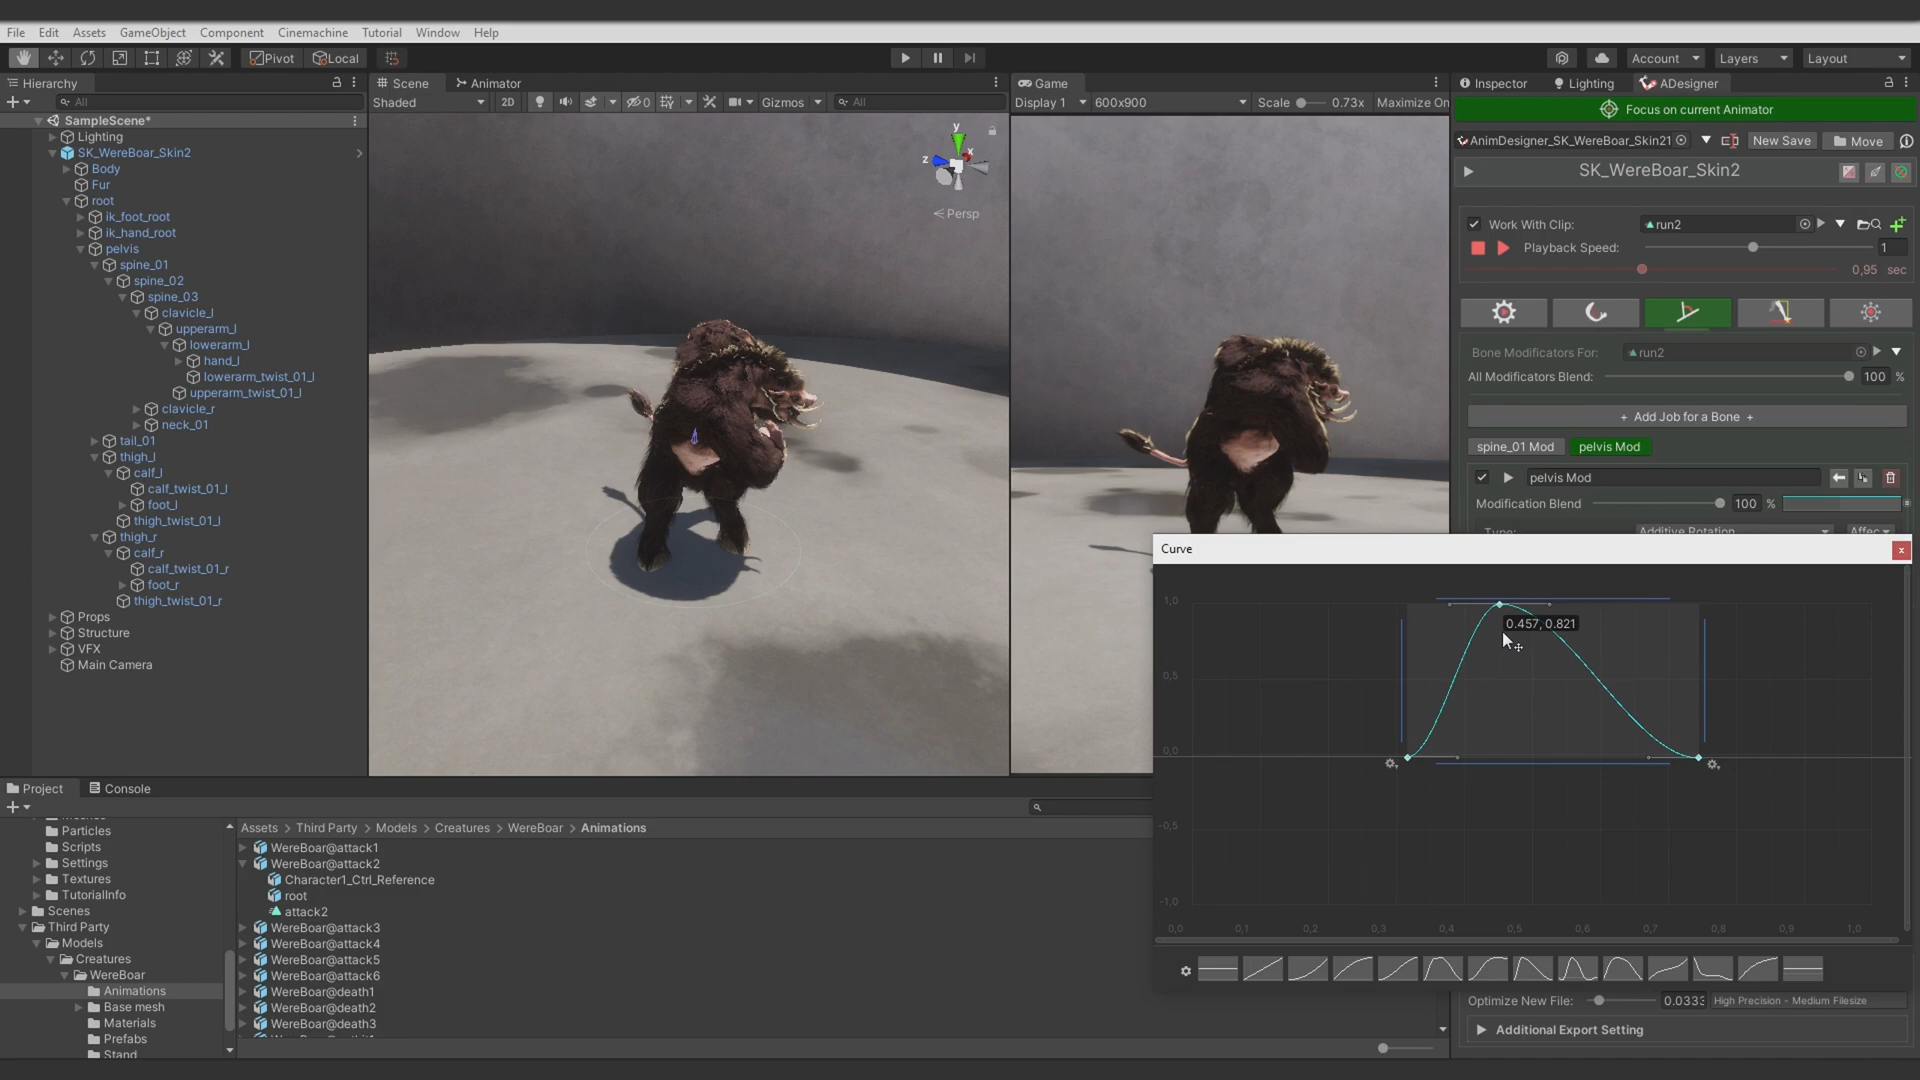 File Edit Assets GameObject Component Cinemachine Tutorial Window Help
Pivot Local Account Layers Layout
Hierarchy
All
SampleScene*
Lighting
SK_WereBoar_Skin2
Body
Fur
root
ik_foot_root
ik_hand_root
pelvis
spine_01
spine_02
spine_03
clavicle_l
upperarm_l
lowerarm_l
hand_l
lowerarm_twist_01_l
upperarm_twist_01_l
clavicle_r
neck_01
tail_01
thigh_l
calf_l
calf_twist_01_l
foot_l
thigh_twist_01_l
thigh_r
calf_r
calf_twist_01_r
foot_r
thigh_twist_01_r
Props
Structure
VFX
Main Camera
Scene Animator
Shaded 2D 0 Gizmos All
y
x
z
Persp
Game
Display 1 600x900 Scale 0.73x Maximize On
Inspector Lighting ADesigner
Focus on current Animator
AnimDesigner_SK_WereBoar_Skin21 New Save Move
SK_WereBoar_Skin2
Work With Clip: run2
Playback Speed: 1
0,95 sec
Bone Modificators For: run2
All Modificators Blend: 100 %
+ Add Job for a Bone +
spine_01 Mod pelvis Mod
pelvis Mod
Modification Blend 100 %
Type: Additive Rotation Affec
Curve
1,0
0.457, 0.821
0,5
0,0
-0,5
-1,0
0,0 0,1 0,2 0,3 0,4 0,5 0,6 0,7 0,8 0,9 1,0
Optimize New File: 0.0333 High Precision - Medium Filesize
Additional Export Setting
Project Console
Particles
Scripts
Settings
Textures
TutorialInfo
Scenes
Third Party
Models
Creatures
WereBoar
Animations
Base mesh
Materials
Prefabs
Stand
Assets > Third Party > Models > Creatures > WereBoar > Animations
WereBoar@attack1
WereBoar@attack2
Character1_Ctrl_Reference
root
attack2
WereBoar@attack3
WereBoar@attack4
WereBoar@attack5
WereBoar@attack6
WereBoar@death1
WereBoar@death2
WereBoar@death3